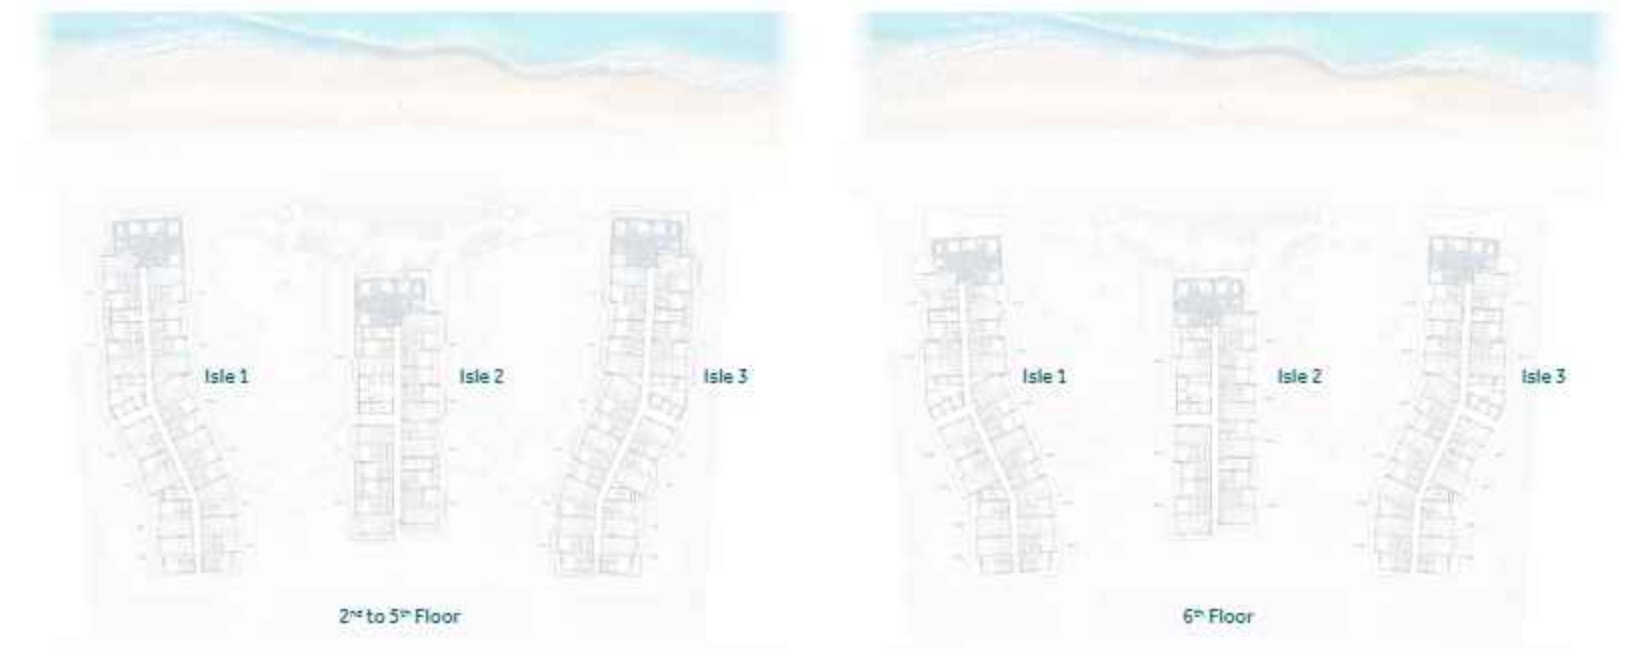 Isle 1 Isle 2 Isle 3
2nd to 5th Floor
Isle 1 Isle 2 Isle 3
6th Floor